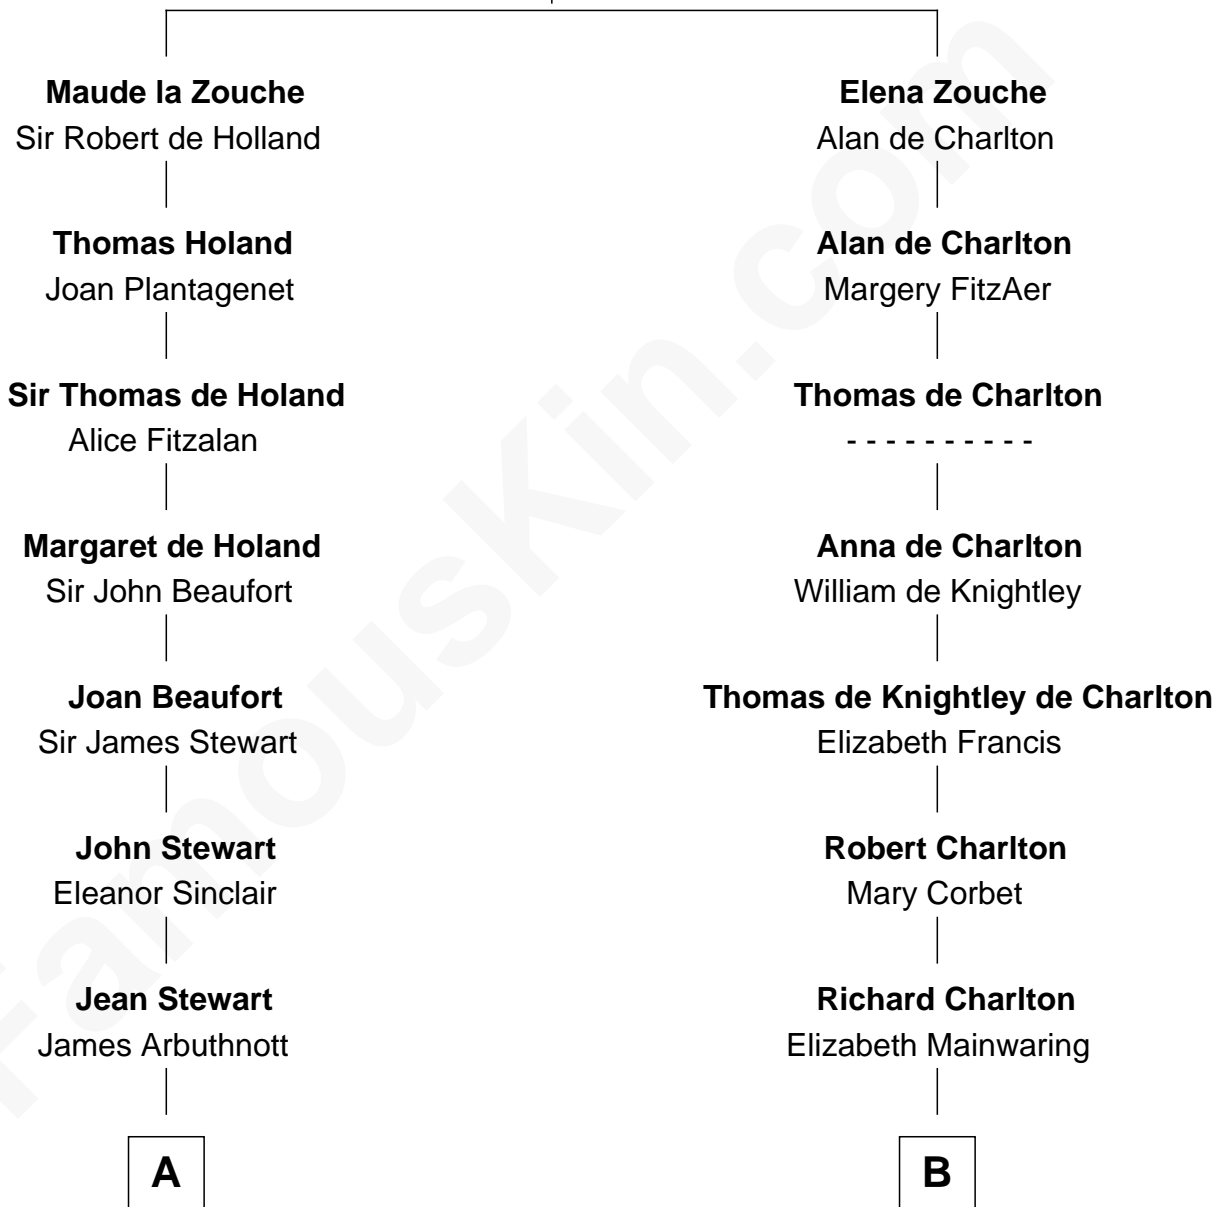 Maude la Zouche
Sir Robert de Holland
Thomas Holand
Joan Plantagenet
Sir Thomas de Holand
Alice Fitzalan
Margaret de Holand
Sir John Beaufort
Joan Beaufort
Sir James Stewart
John Stewart
Eleanor Sinclair
Jean Stewart
James Arbuthnott
A
Elena Zouche
Alan de Charlton
Alan de Charlton
Margery FitzAer
Thomas de Charlton
- - - - - - - - - -
Anna de Charlton
William de Knightley
Thomas de Knightley de Charlton
Elizabeth Francis
Robert Charlton
Mary Corbet
Richard Charlton
Elizabeth Mainwaring
B
FamousKin.com